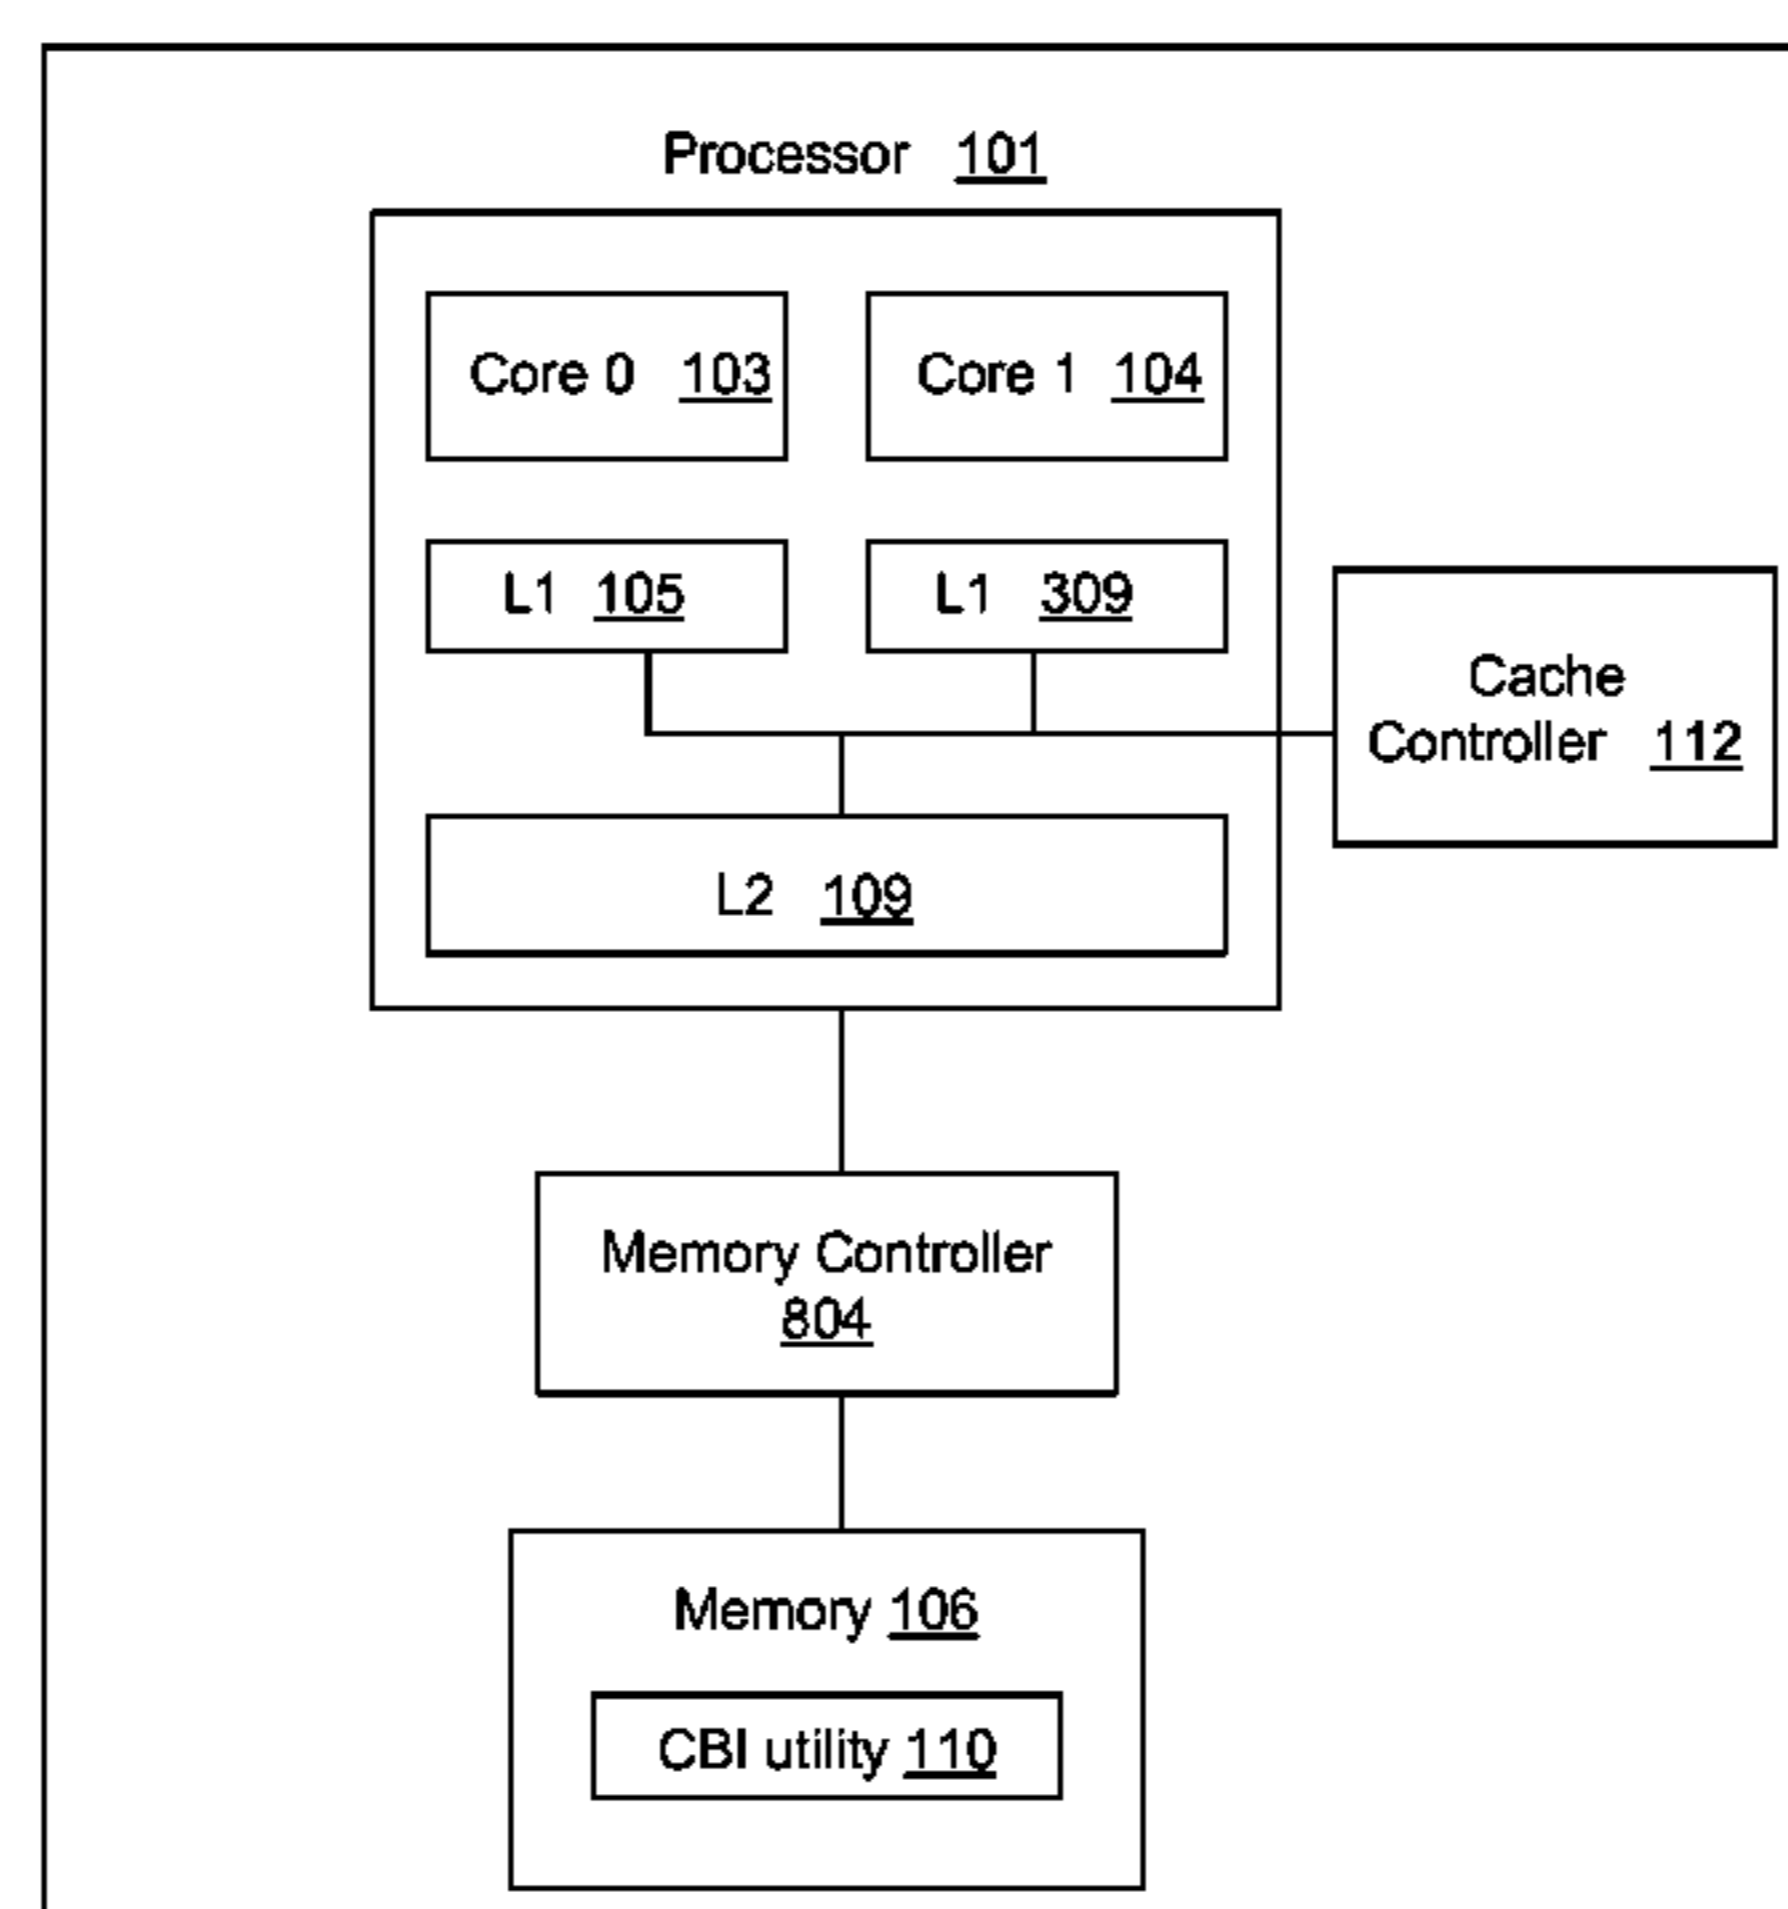 Processor 101
Core 0 103
Core 1 104
L1 105
L1 309
Cache
Controller 112
L2 109
Memory Controller
804
Memory 106
CBI utility 110